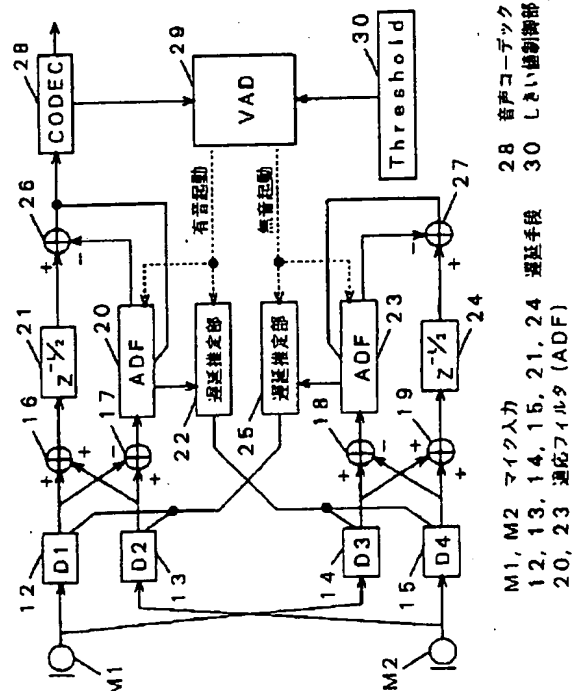 28
CODEC
29
VAD
30
Threshold
26
有音起動
無音起動
27
21
Z^-L/2
20
ADF
22
遅延推定部
25
遅延推定部
ADF
23
Z^-L/2
24
16
17
18
19
+
+
+
-
+
-
+
-
+
+
-
+
12
D1
D2
13
14
D3
D4
15
M1
M2
M1, M2 マイク入力
12, 13, 14, 15, 21, 24 遅延手段
20, 23 適応フィルタ (ADF)
28 音声コーデック
30 しきい値制御部